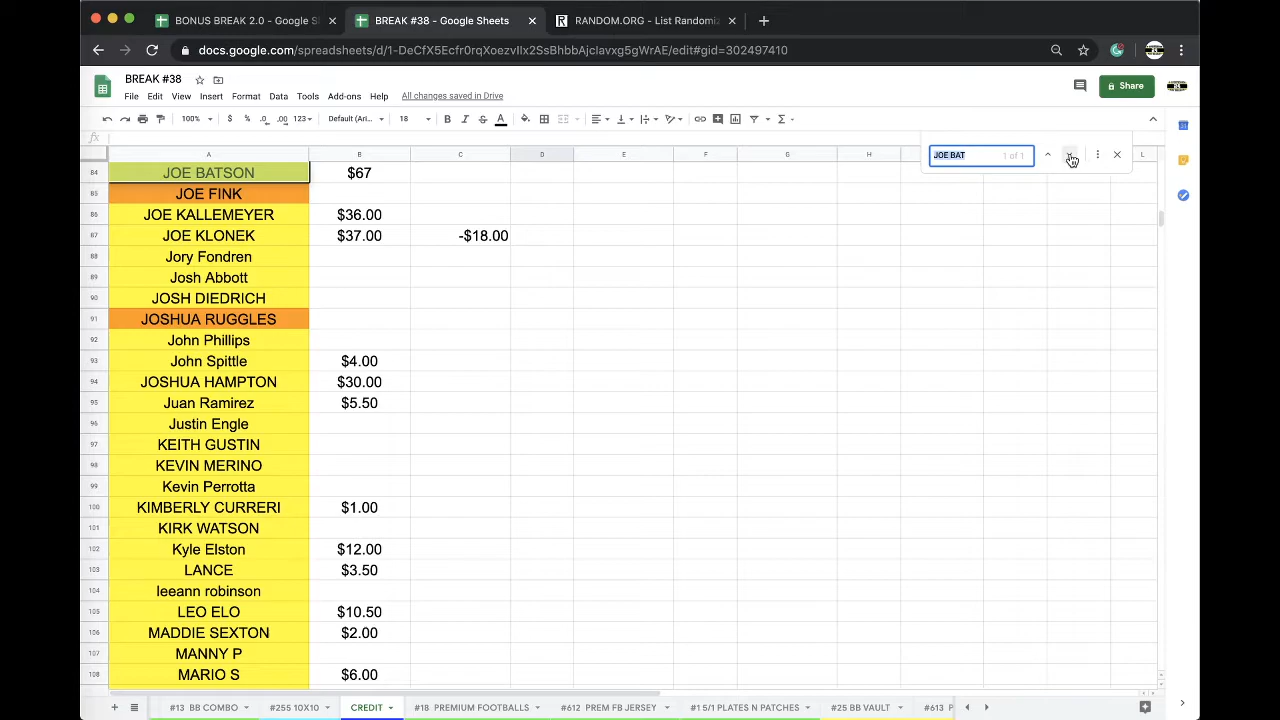 BONUS BREAK 2.0 - Google S
BREAK #38 - Google Sheets
RANDOM.ORG - List Randomiz
docs.google.com/spreadsheets/d/1-DeCfX5Ecfr0rqXoezvIlx2SsBhbbAjclavxg5gWrAE/edit#gid=302497410
BREAK #38
File Edit View Insert Format Data Tools Add-ons Help All changes saved in Drive
Share
100% $ % .0 .00 123 Default (Ari... 18 B I S A
fx
JOE BAT 1 of 1
A B C D E F G H L
84 JOE BATSON $67
85 JOE FINK
86 JOE KALLEMEYER $36.00
87 JOE KLONEK $37.00 -$18.00
88 Jory Fondren
89 Josh Abbott
90 JOSH DIEDRICH
91 JOSHUA RUGGLES
92 John Phillips
93 John Spittle $4.00
94 JOSHUA HAMPTON $30.00
95 Juan Ramirez $5.50
96 Justin Engle
97 KEITH GUSTIN
98 KEVIN MERINO
99 Kevin Perrotta
100 KIMBERLY CURRERI $1.00
101 KIRK WATSON
102 Kyle Elston $12.00
103 LANCE $3.50
104 leeann robinson
105 LEO ELO $10.50
106 MADDIE SEXTON $2.00
107 MANNY P
108 MARIO S $6.00
#13 BB COMBO #255 10X10 CREDIT #18 PREMIUM FOOTBALLS #612 PREM FB JERSEY #1 5/1 PLATES N PATCHES #25 BB VAULT #613 P